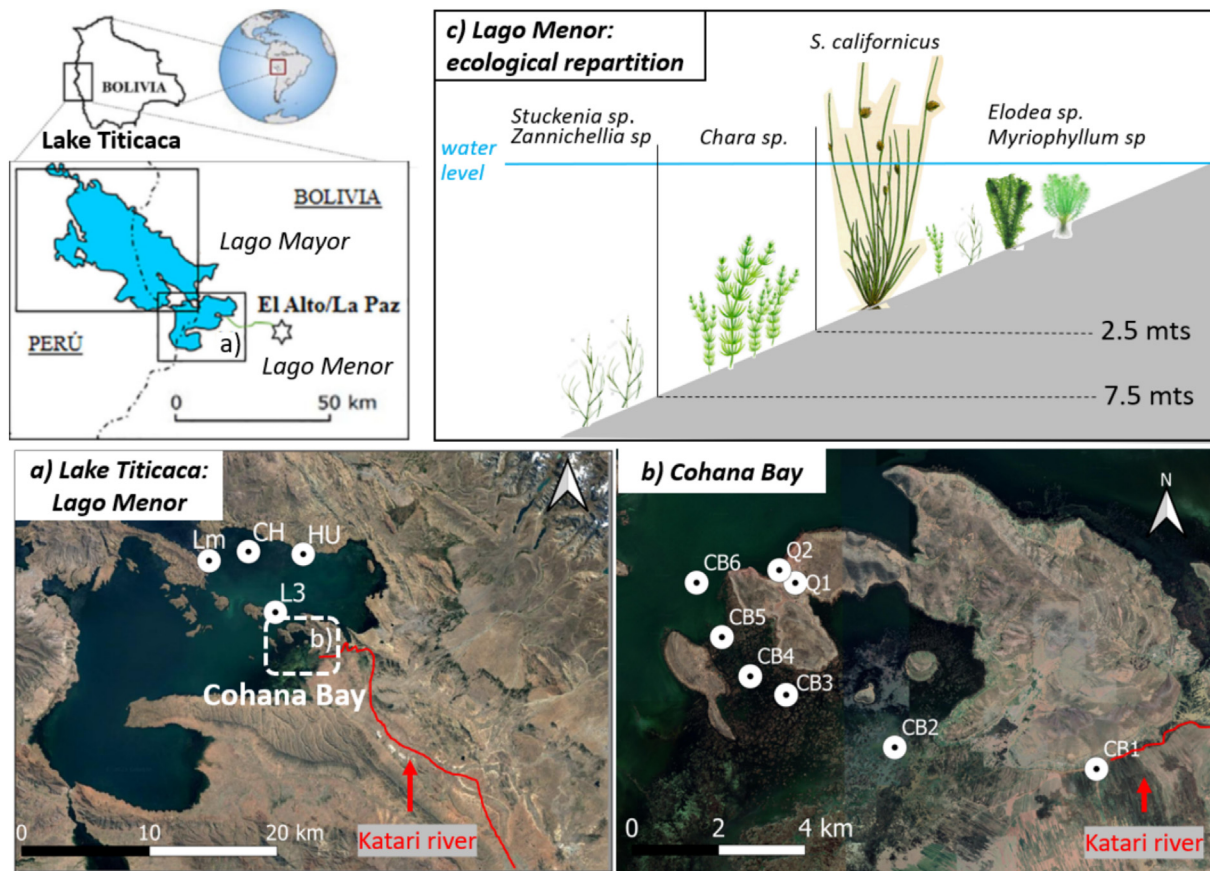 BOLIVIA
Lake Titicaca
BOLIVIA
Lago Mayor
El Alto/La Paz
PERÚ
a)
Lago Menor
0 50 km
c) Lago Menor:
ecological repartition
S. californicus
Stuckenia sp.
Zannichellia sp
Chara sp.
Elodea sp.
Myriophyllum sp
water
level
2.5 mts
7.5 mts
a) Lake Titicaca:
Lago Menor
Lm
CH
HU
L3
b)
Cohana Bay
0 10 20 km
Katari river
b) Cohana Bay
N
CB6
Q2
Q1
CB5
CB4
CB3
CB2
CB1
0 2 4 km
Katari river